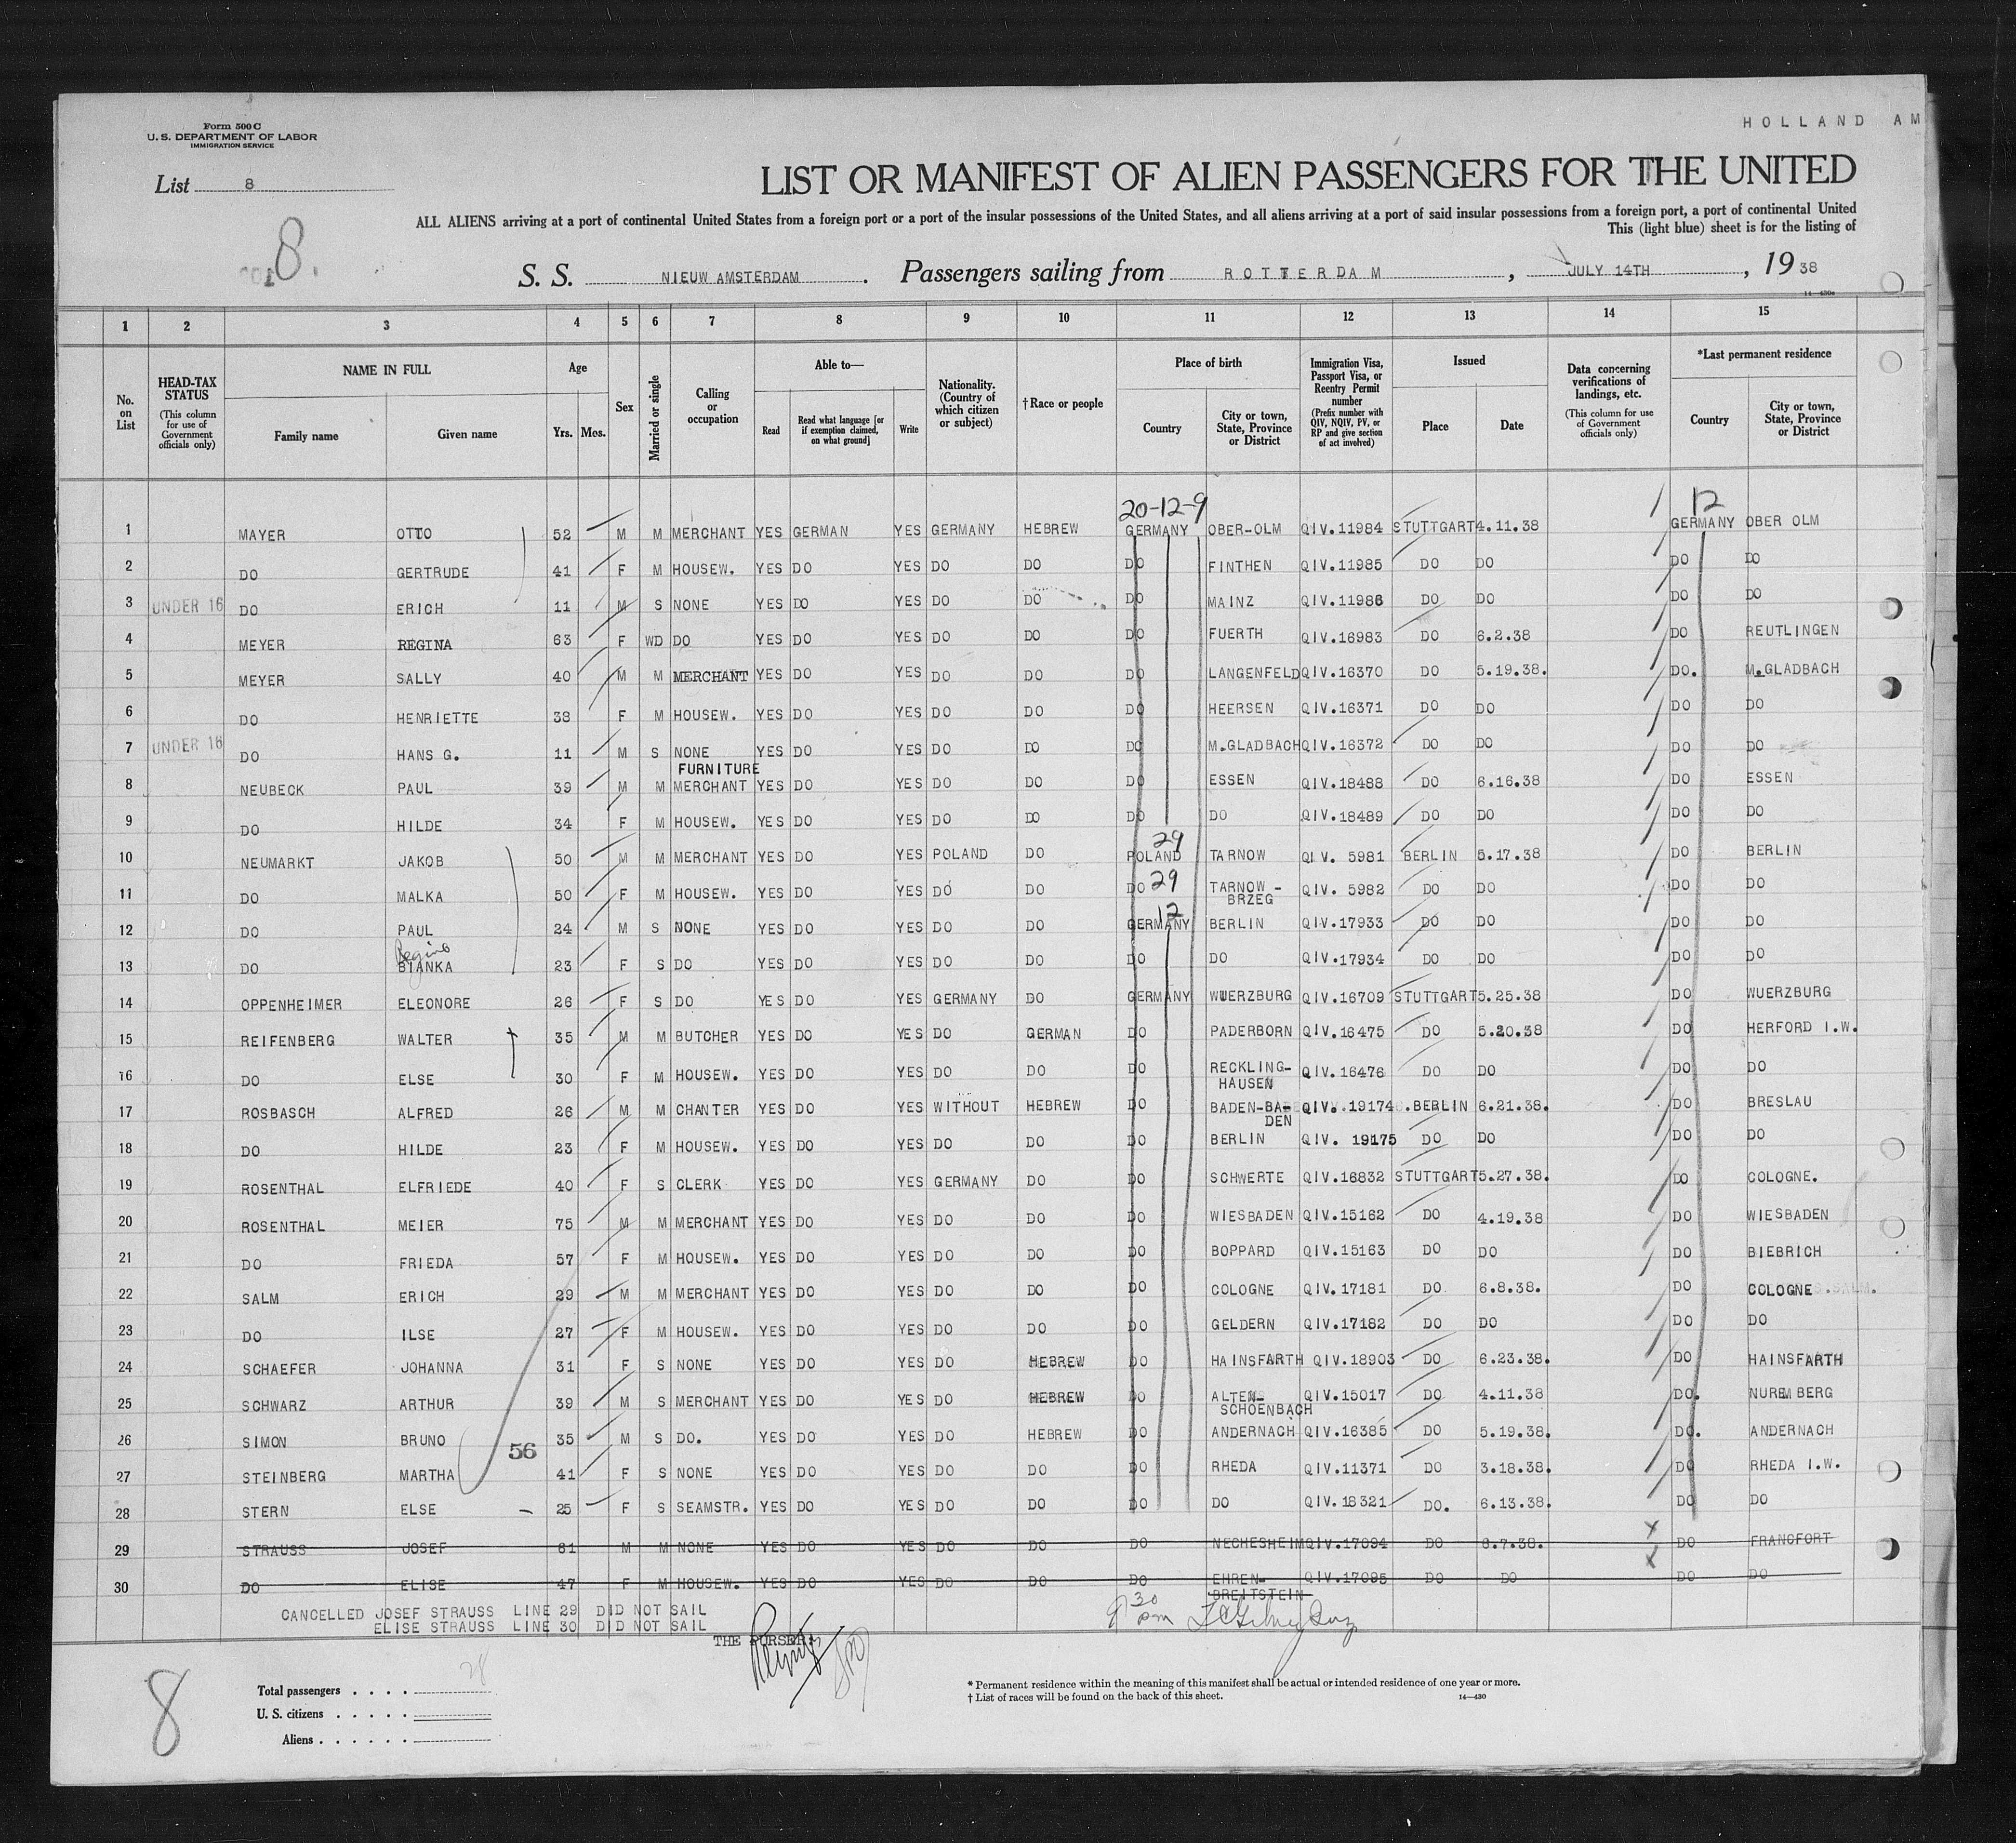 Form 500 C
U. S. DEPARTMENT OF LABOR
IMMIGRATION SERVICE
HOLLAND AM
List 8
8.
LIST OR MANIFEST OF ALIEN PASSENGERS FOR THE UNITED
ALL ALIENS arriving at a port of continental United States from a foreign port or a port of the insular possessions of the United States, and all aliens arriving at a port of said insular possessions from a foreign port, a port of continental United
This (light blue) sheet is for the listing of
S. S. NIEUW AMSTERDAM. Passengers sailing from ROTTERDAM, JULY 14TH, 1938
14—430a
1 2 3 4 5 6 7 8 9 10 11 12 13 14 15
No. on List
HEAD-TAX STATUS (This column for use of Government officials only)
NAME IN FULL Family name Given name
Age Yrs. Mos.
Sex
Married or single
Calling or occupation
Able to— Read Read what language [or if exemption claimed, on what ground] Write
Nationality. (Country of which citizen or subject)
†Race or people
Place of birth Country City or town, State, Province or District
Immigration Visa, Passport Visa, or Reentry Permit number (Prefix number with QIV, NQIV, PV, or RP and give section of act involved)
Issued Place Date
Data concerning verifications of landings, etc. (This column for use of Government officials only)
*Last permanent residence Country City or town, State, Province or District
20-12-9 12
1 MAYER OTTO 52 M M MERCHANT YES GERMAN YES GERMANY HEBREW GERMANY OBER-OLM QIV.11984 STUTTGART 4.11.38 GERMANY OBER OLM
2 DO GERTRUDE 41 F M HOUSEW. YES DO YES DO DO DO FINTHEN QIV.11985 DO DO DO DO
3 UNDER 16 DO ERICH 11 M S NONE YES DO YES DO DO DO MAINZ QIV.11986 DO DO DO DO
4 MEYER REGINA 63 F WD DO YES DO YES DO DO DO FUERTH QIV.16983 DO 6.2.38 DO REUTLINGEN
5 MEYER SALLY 40 M M MERCHANT YES DO YES DO DO DO LANGENFELD QIV.16370 DO 5.19.38. DO. M.GLADBACH
6 DO HENRIETTE 38 F M HOUSEW. YES DO YES DO DO DO HEERSEN QIV.16371 DO DO DO DO
7 UNDER 16 DO HANS G. 11 M S NONE YES DO YES DO DO DO M.GLADBACH QIV.16372 DO DO DO DO
8 NEUBECK PAUL 39 M M FURNITURE MERCHANT YES DO YES DO DO DO ESSEN QIV.18488 DO 6.16.38 DO ESSEN
9 DO HILDE 34 F M HOUSEW. YES DO YES DO DO DO DO QIV.18489 DO DO DO DO
10 NEUMARKT JAKOB 50 M M MERCHANT YES DO YES POLAND DO 29 POLAND TARNOW QIV. 5981 BERLIN 5.17.38 DO BERLIN
11 DO MALKA 50 F M HOUSEW. YES DO YES DO DO DO 29 TARNOW-BRZEG QIV. 5982 DO DO DO DO
12 DO PAUL 24 M S NONE YES DO YES DO DO 12 GERMANY BERLIN QIV.17933 DO DO DO DO
13 DO Regina BIANKA 23 F S DO YES DO YES DO DO DO DO QIV.17934 DO DO DO DO
14 OPPENHEIMER ELEONORE 26 F S DO YES DO YES GERMANY DO GERMANY WUERZBURG QIV.16709 STUTTGART 5.25.38 DO WUERZBURG
15 REIFENBERG WALTER 35 M M BUTCHER YES DO YES DO GERMAN DO PADERBORN QIV.16475 DO 5.20.38 DO HERFORD I.W.
16 DO ELSE 30 F M HOUSEW. YES DO YES DO DO DO RECKLING-HAUSEN QIV.16476 DO DO DO DO
17 ROSBASCH ALFRED 26 M M CHANTER YES DO YES WITHOUT HEBREW DO BADEN-BADEN QIV. 19174 BERLIN 6.21.38. DO BRESLAU
18 DO HILDE 23 F M HOUSEW. YES DO YES DO DO DO BERLIN QIV. 19175 DO DO DO DO
19 ROSENTHAL ELFRIEDE 40 F S CLERK YES DO YES GERMANY DO DO SCHWERTE QIV.16832 STUTTGART 5.27.38. DO COLOGNE.
20 ROSENTHAL MEIER 75 M M MERCHANT YES DO YES DO DO DO WIESBADEN QIV.15162 DO 4.19.38 DO WIESBADEN
21 DO FRIEDA 57 F M HOUSEW. YES DO YES DO DO DO BOPPARD QIV.15163 DO DO DO BIEBRICH
22 SALM ERICH 29 M M MERCHANT YES DO YES DO DO DO COLOGNE QIV.17181 DO 6.8.38. DO COLOGNE
23 DO ILSE 27 F M HOUSEW. YES DO YES DO DO DO GELDERN QIV.17182 DO DO DO DO
24 SCHAEFER JOHANNA 31 F S NONE YES DO YES DO HEBREW DO HAINSFARTH QIV.18903 DO 6.23.38. DO HAINSFARTH
25 SCHWARZ ARTHUR 39 M S MERCHANT YES DO YES DO HEBREW DO ALTEN-SCHOENBACH QIV.15017 DO 4.11.38 DO. NUREMBERG
26 SIMON BRUNO 35 M S DO. YES DO YES DO HEBREW DO ANDERNACH QIV.16385 DO 5.19.38. DO. ANDERNACH
56
27 STEINBERG MARTHA 41 F S NONE YES DO YES DO DO DO RHEDA QIV.11371 DO 3.18.38. DO RHEDA I.W.
28 STERN ELSE 25 F S SEAMSTR. YES DO YES DO DO DO DO QIV.18321 DO. 6.13.38. DO DO
29 STRAUSS JOSEF 61 M M NONE YES DO YES DO DO DO NECHESHEIM QIV.17094 DO 6.7.38. X DO FRANCFORT
30 DO ELISE 47 F M HOUSEW. YES DO YES DO DO DO EHREN-BREITSTEIN QIV.17095 DO DO X DO DO
CANCELLED JOSEF STRAUSS LINE 29 DID NOT SAIL
ELISE STRAUSS LINE 30 DID NOT SAIL
9 30 pm
THE PURSER:
8
Total passengers . . . . 28
U. S. citizens . . . . .
Aliens . . . . . .
* Permanent residence within the meaning of this manifest shall be actual or intended residence of one year or more.
† List of races will be found on the back of this sheet.
14—430